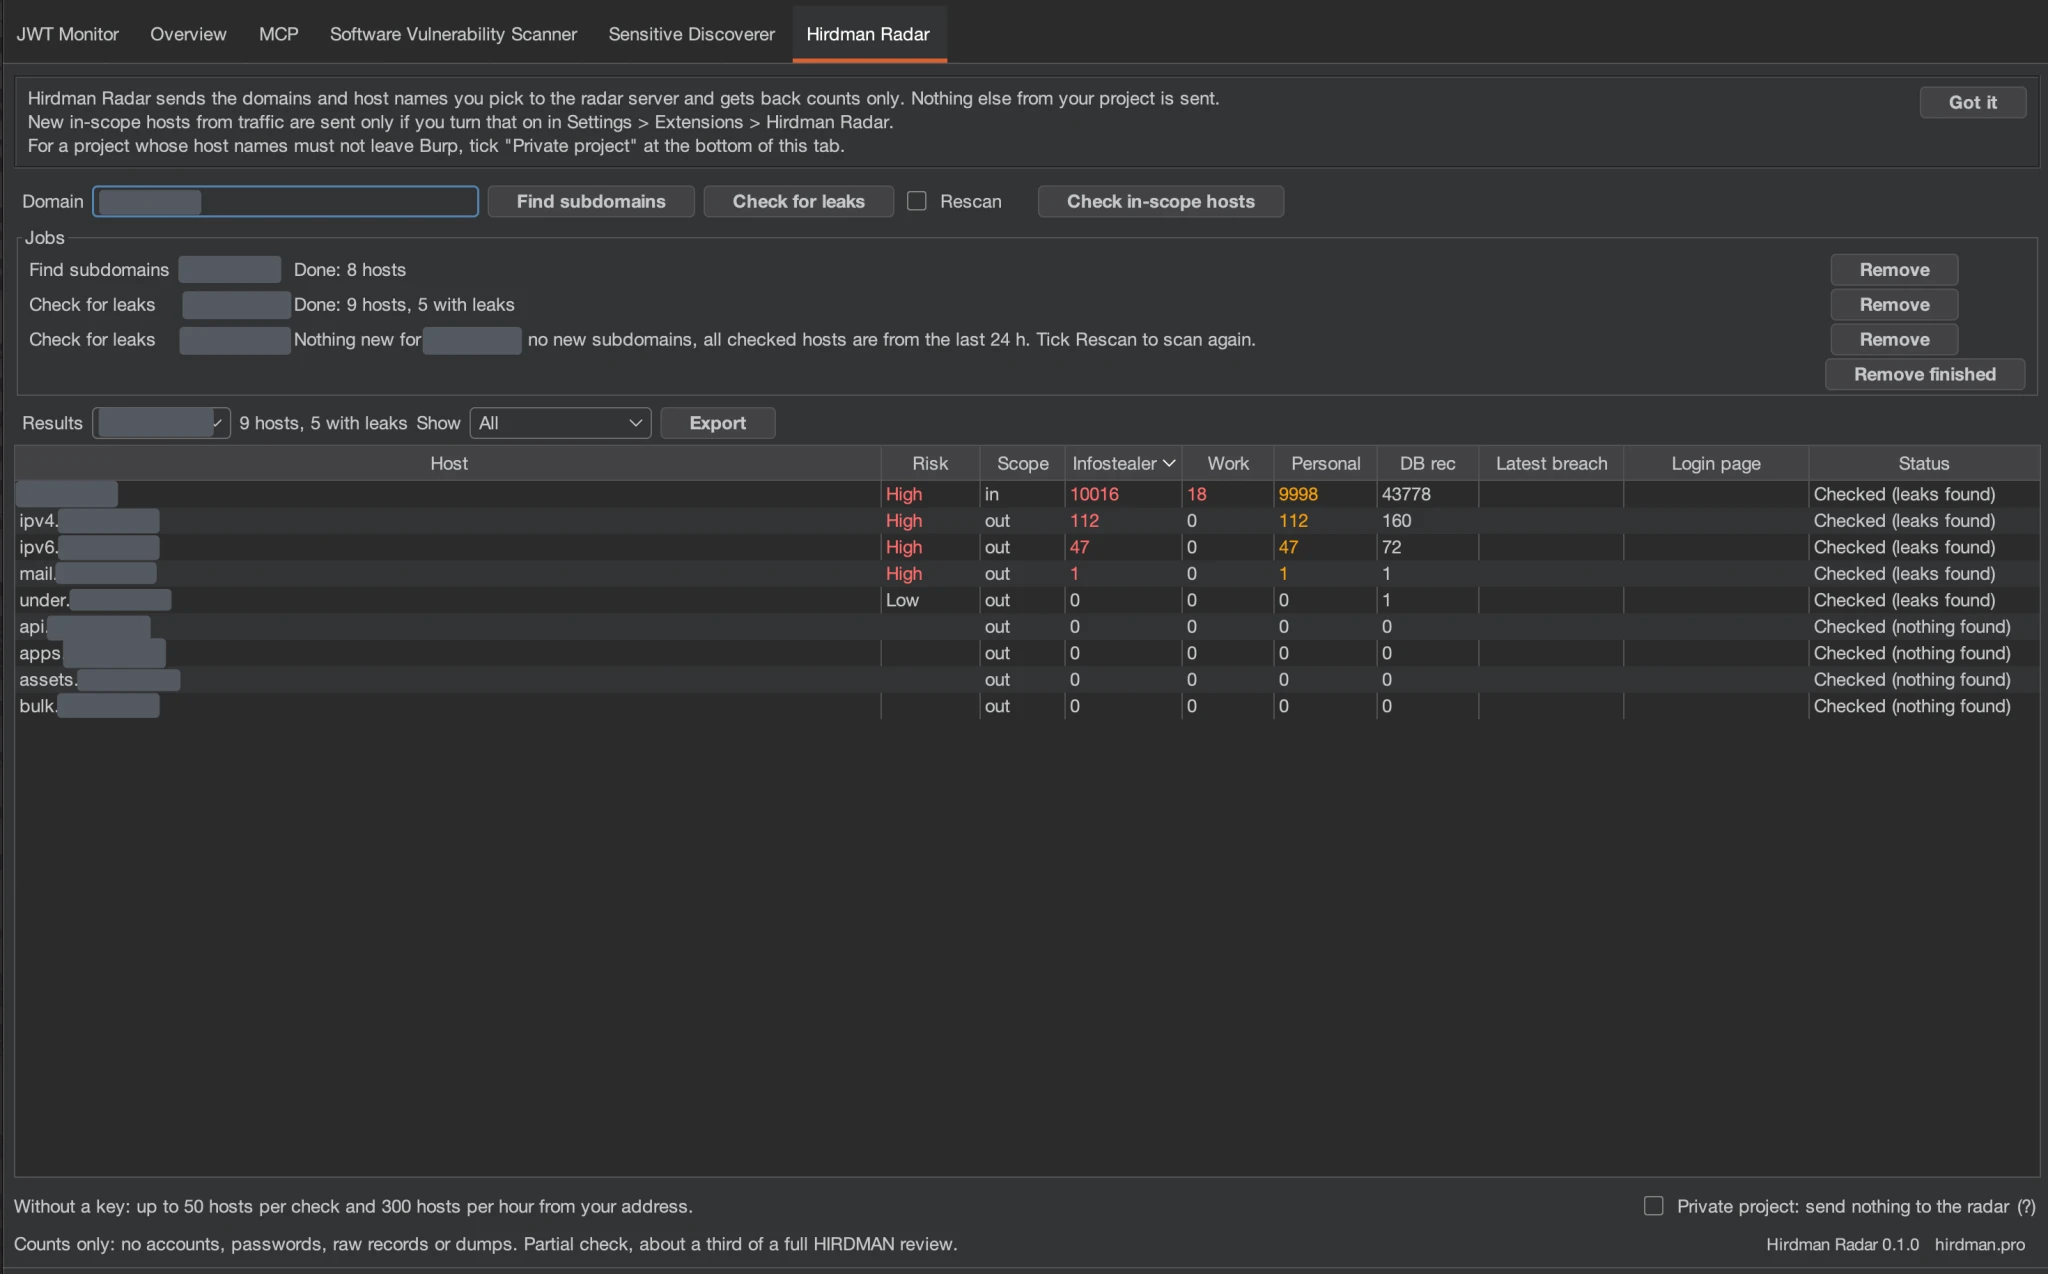 JWT Monitor Overview MCP Software Vulnerability Scanner Sensitive Discoverer Hirdman Radar
Hirdman Radar sends the domains and host names you pick to the radar server and gets back counts only. Nothing else from your project is sent.
New in-scope hosts from traffic are sent only if you turn that on in Settings > Extensions > Hirdman Radar.
For a project whose host names must not leave Burp, tick "Private project" at the bottom of this tab.
Got it
Domain Find subdomains Check for leaks Rescan Check in-scope hosts
Jobs
Find subdomains Done: 8 hosts Remove
Check for leaks Done: 9 hosts, 5 with leaks Remove
Check for leaks Nothing new for no new subdomains, all checked hosts are from the last 24 h. Tick Rescan to scan again. Remove
Remove finished
Results 9 hosts, 5 with leaks Show All Export
Host Risk Scope Infostealer Work Personal DB rec Latest breach Login page Status
High in 10016 18 9998 43778 Checked (leaks found)
ipv4. High out 112 0 112 160 Checked (leaks found)
ipv6. High out 47 0 47 72 Checked (leaks found)
mail. High out 1 0 1 1 Checked (leaks found)
under. Low out 0 0 0 1 Checked (leaks found)
api. out 0 0 0 0 Checked (nothing found)
apps out 0 0 0 0 Checked (nothing found)
assets. out 0 0 0 0 Checked (nothing found)
bulk. out 0 0 0 0 Checked (nothing found)
Without a key: up to 50 hosts per check and 300 hosts per hour from your address. Private project: send nothing to the radar (?)
Counts only: no accounts, passwords, raw records or dumps. Partial check, about a third of a full HIRDMAN review. Hirdman Radar 0.1.0 hirdman.pro